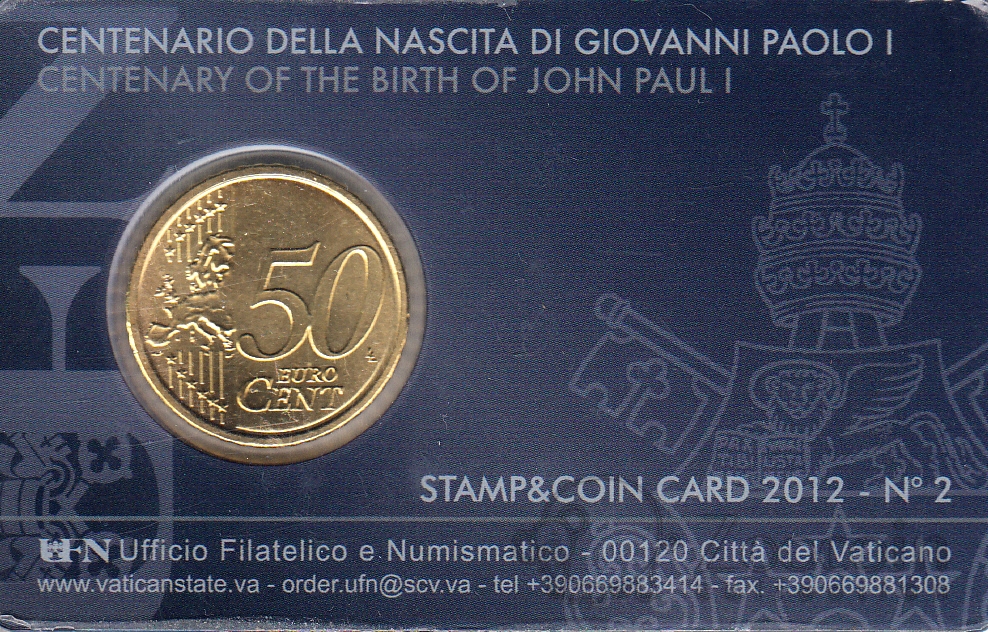 CENTENARIO DELLA NASCITA DI GIOVANNI PAOLO I
CENTENARY OF THE BIRTH OF JOHN PAUL I
50
EURO
CENT
STAMP&COIN CARD 2012 - N° 2
UFN Ufficio Filatelico e Numismatico - 00120 Città del Vaticano
www.vaticanstate.va - order.ufn@scv.va - tel +390669883414 - fax. +390669881308